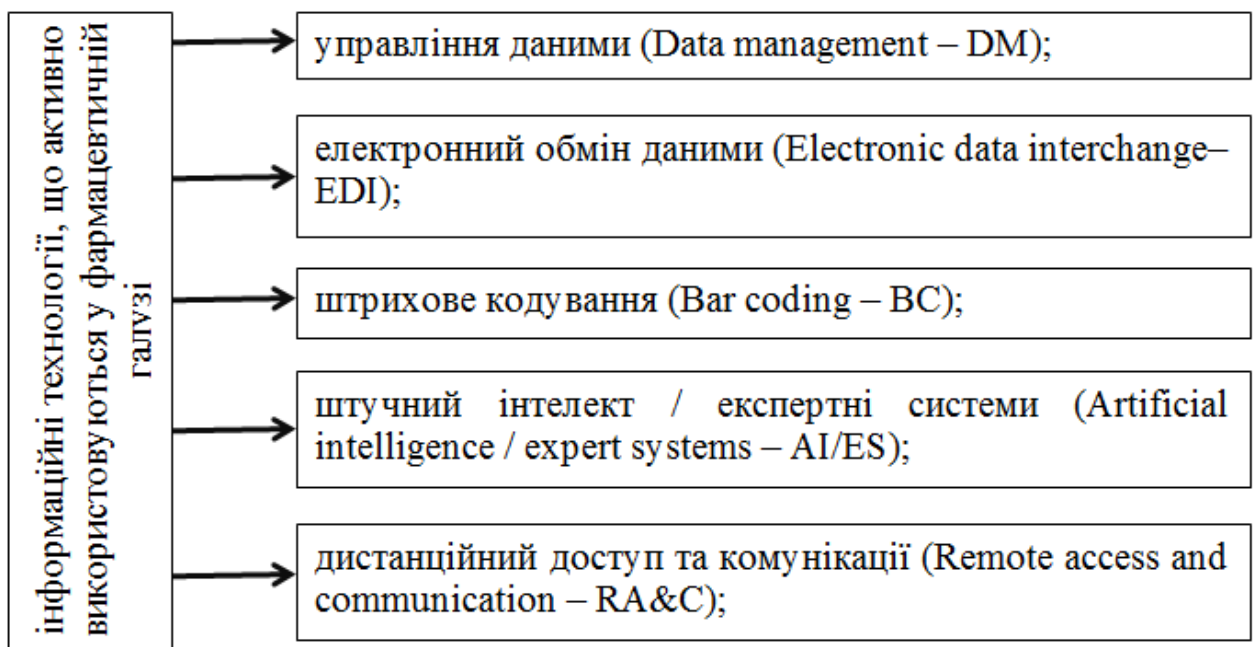 інформаційні технології, що активно
використовуються у фармацевтичній
галузі
управління даними (Data management – DM);
електронний обмін даними (Electronic data interchange–
EDI);
штрихове кодування (Bar coding – BC);
штучний інтелект / експертні системи (Artificial
intelligence / expert systems – AI/ES);
дистанційний доступ та комунікації (Remote access and
communication – RA&C);